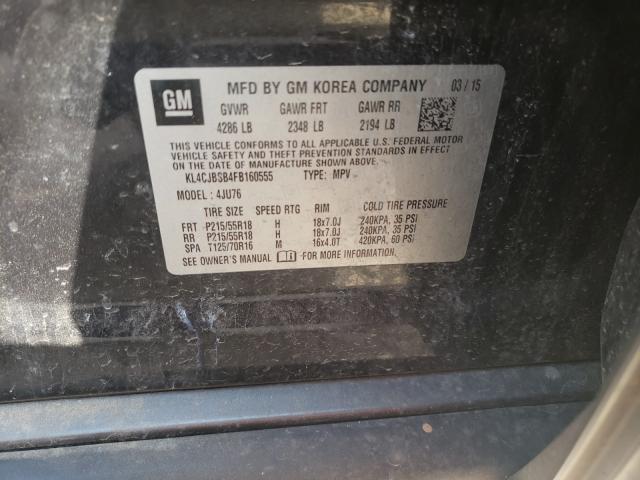 GM
MFD BY GM KOREA COMPANY 03/15
GVWR GAWR FRT GAWR RR
4286 LB 2348 LB 2194 LB
THIS VEHICLE CONFORMS TO ALL APPLICABLE U.S. FEDERAL MOTOR
VEHICLE SAFETY AND THEFT PREVENTION STANDARDS IN EFFECT
ON THE DATE OF MANUFACTURE SHOWN ABOVE.
KL4CJBSB4FB160555 TYPE: MPV
MODEL : 4JU76
TIRE SIZE SPEED RTG RIM COLD TIRE PRESSURE
FRT P215/55R18 H 18x7.0J 240KPA, 35 PSI
RR P215/55R18 H 18x7.0J 240KPA, 35 PSI
SPA T125/70R16 M 16x4.0T 420KPA, 60 PSI
SEE OWNER'S MANUAL FOR MORE INFORMATION.